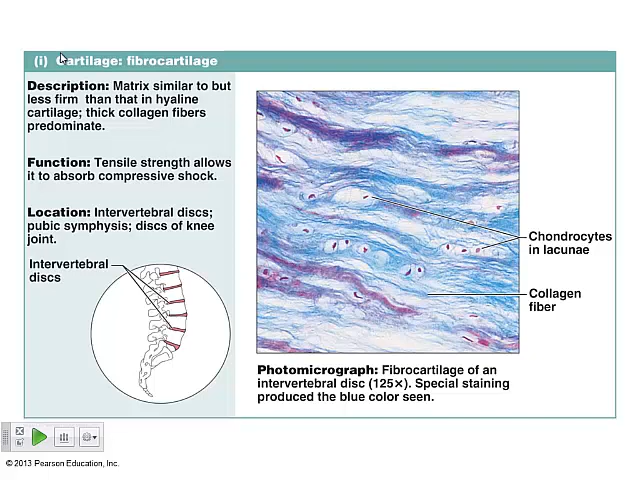 (i) Cartilage: fibrocartilage
Description: Matrix similar to but
less firm than that in hyaline
cartilage; thick collagen fibers
predominate.
Function: Tensile strength allows
it to absorb compressive shock.
Location: Intervertebral discs;
pubic symphysis; discs of knee
joint.
Intervertebral
discs
Chondrocytes
in lacunae
Collagen
fiber
Photomicrograph: Fibrocartilage of an
intervertebral disc (125×). Special staining
produced the blue color seen.
© 2013 Pearson Education, Inc.